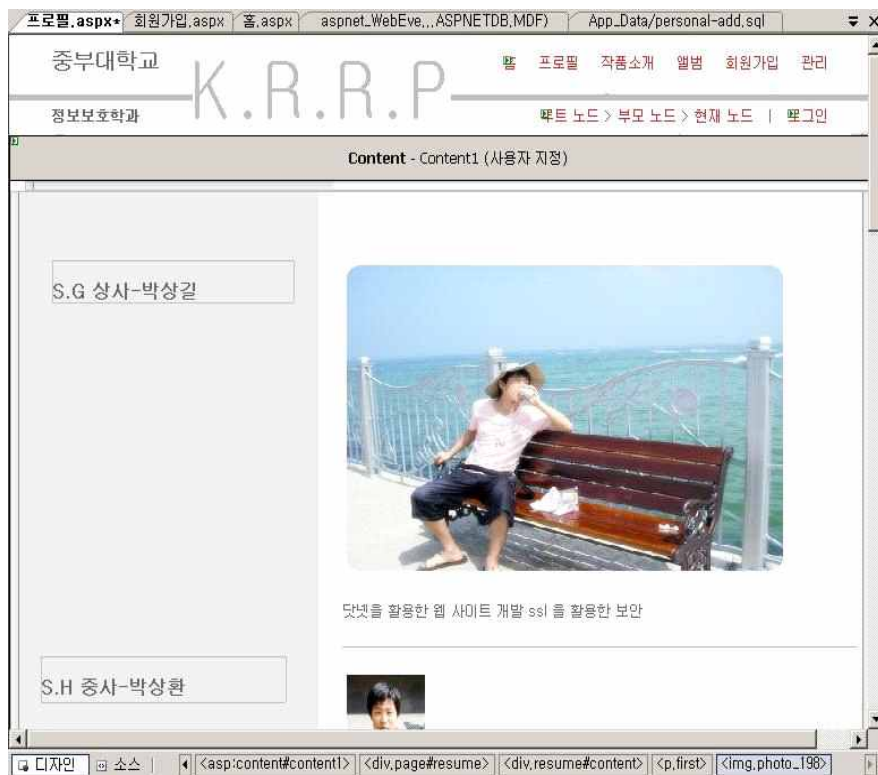 프로필.aspx* 회원가입.aspx 홈.aspx aspnet_WebEve...ASPNETDB.MDF) App_Data/personal-add.sql
중부대학교
K.R.R.P
홈 프로필 작품소개 앨범 회원가입 관리
정보보호학과
루트 노드 > 부모 노드 > 현재 노드 | 로그인
Content - Content1 (사용자 지정)
S.G 상사-박상길
닷넷을 활용한 웹 사이트 개발 ssl 을 활용한 보안
S.H 중사-박상환
디자인 소스 <asp:content#content1> <div.page#resume> <div.resume#content> <p.first> <img.photo_198>